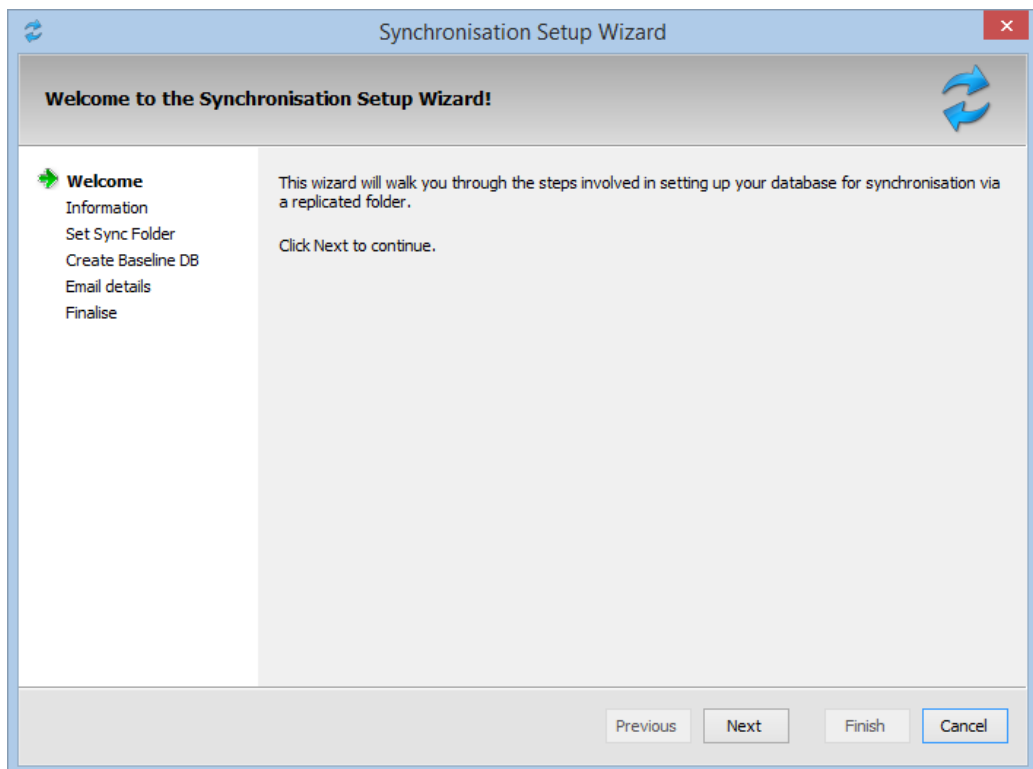 Synchronisation Setup Wizard
Welcome to the Synchronisation Setup Wizard!
Welcome
Information
Set Sync Folder
Create Baseline DB
Email details
Finalise
This wizard will walk you through the steps involved in setting up your database for synchronisation via
a replicated folder.
Click Next to continue.
Previous Next Finish Cancel